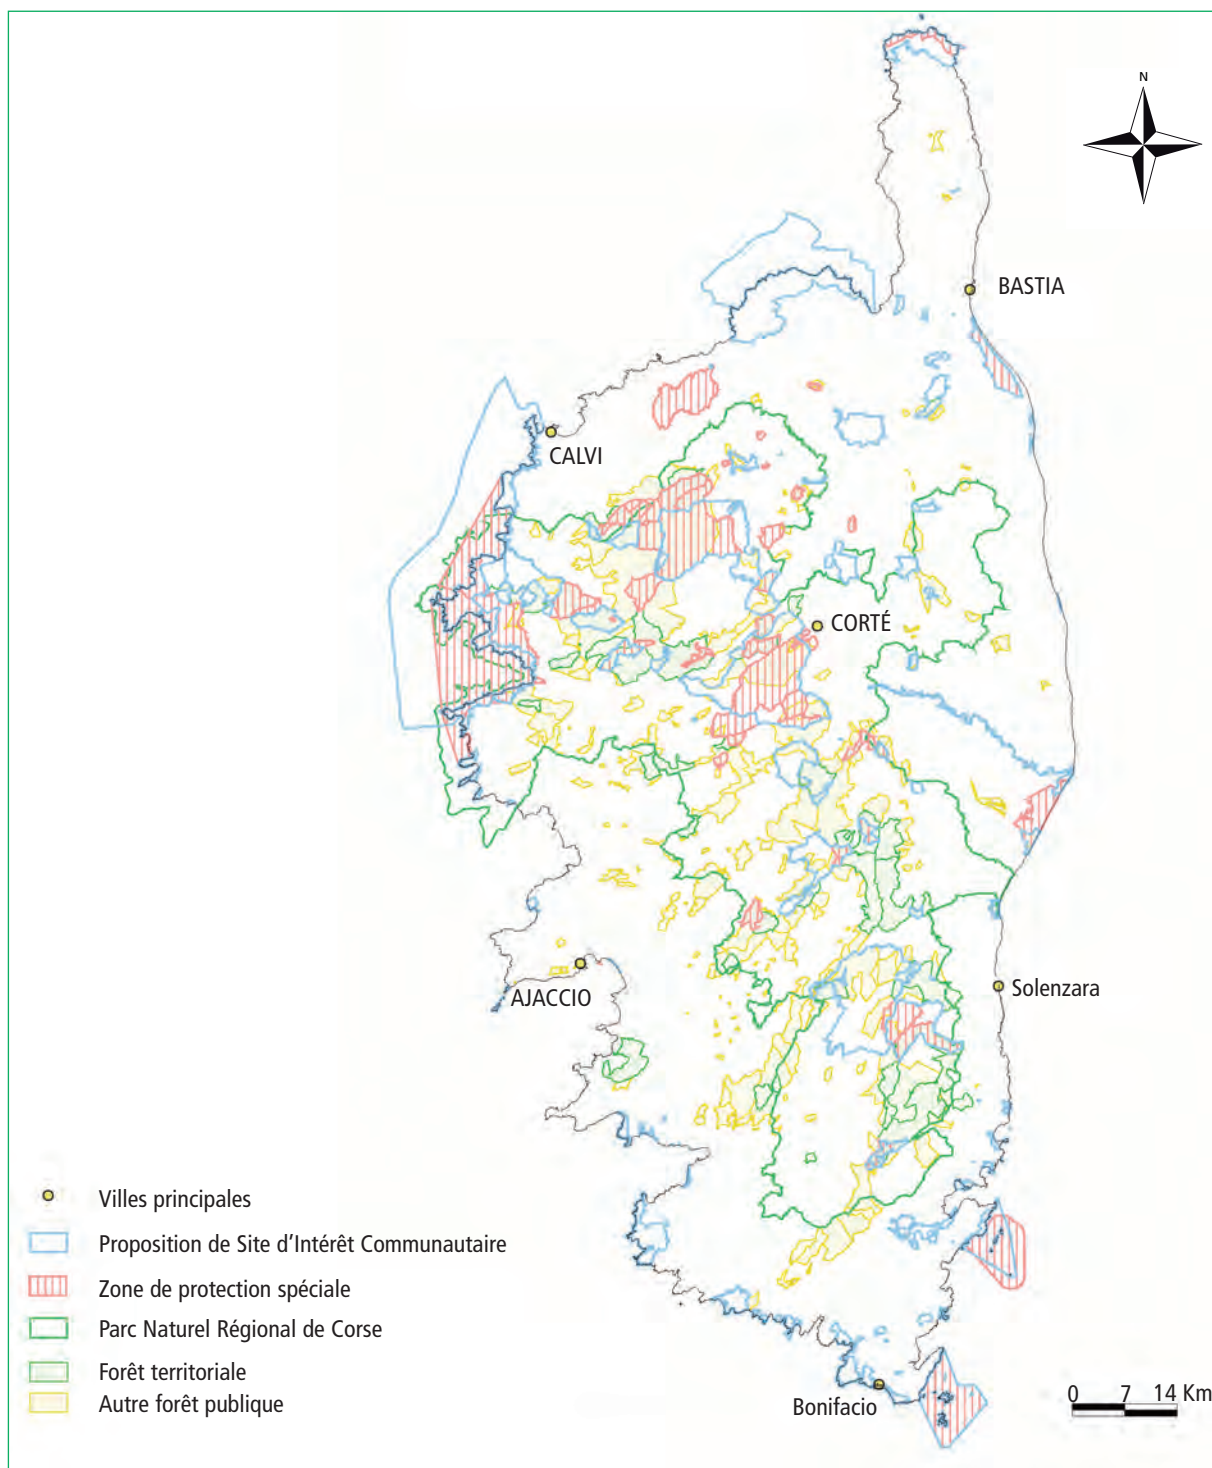 N
BASTIA
CALVI
CORTÉ
AJACCIO
Solenzara
Villes principales
Proposition de Site d'Intérêt Communautaire
Zone de protection spéciale
Parc Naturel Régional de Corse
Forêt territoriale
Autre forêt publique
Bonifacio
0 7 14 Km